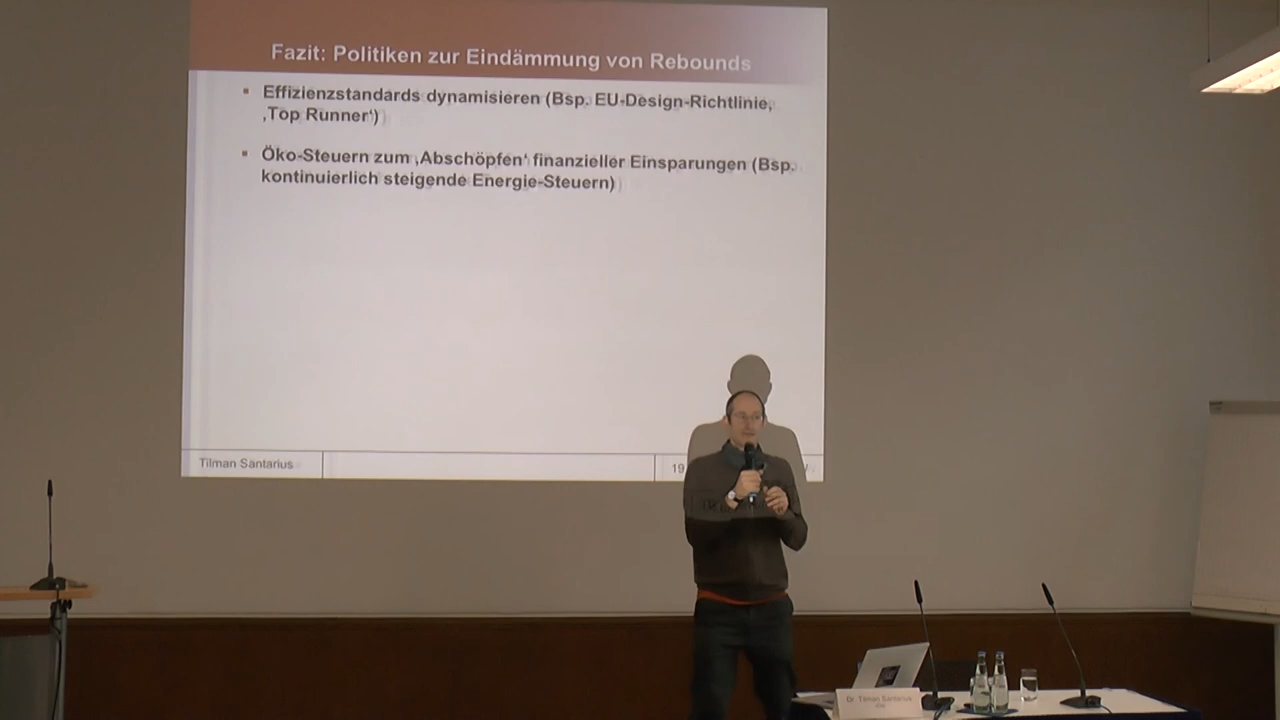 Fazit: Politiken zur Eindämmung von Rebounds
Effizienzstandards dynamisieren (Bsp. EU-Design-Richtlinie,
‚Top Runner‘)
Öko-Steuern zum ‚Abschöpfen‘ finanzieller Einsparungen (Bsp.
kontinuierlich steigende Energie-Steuern)
Tilman Santarius
19
Dr. Tilman Santarius